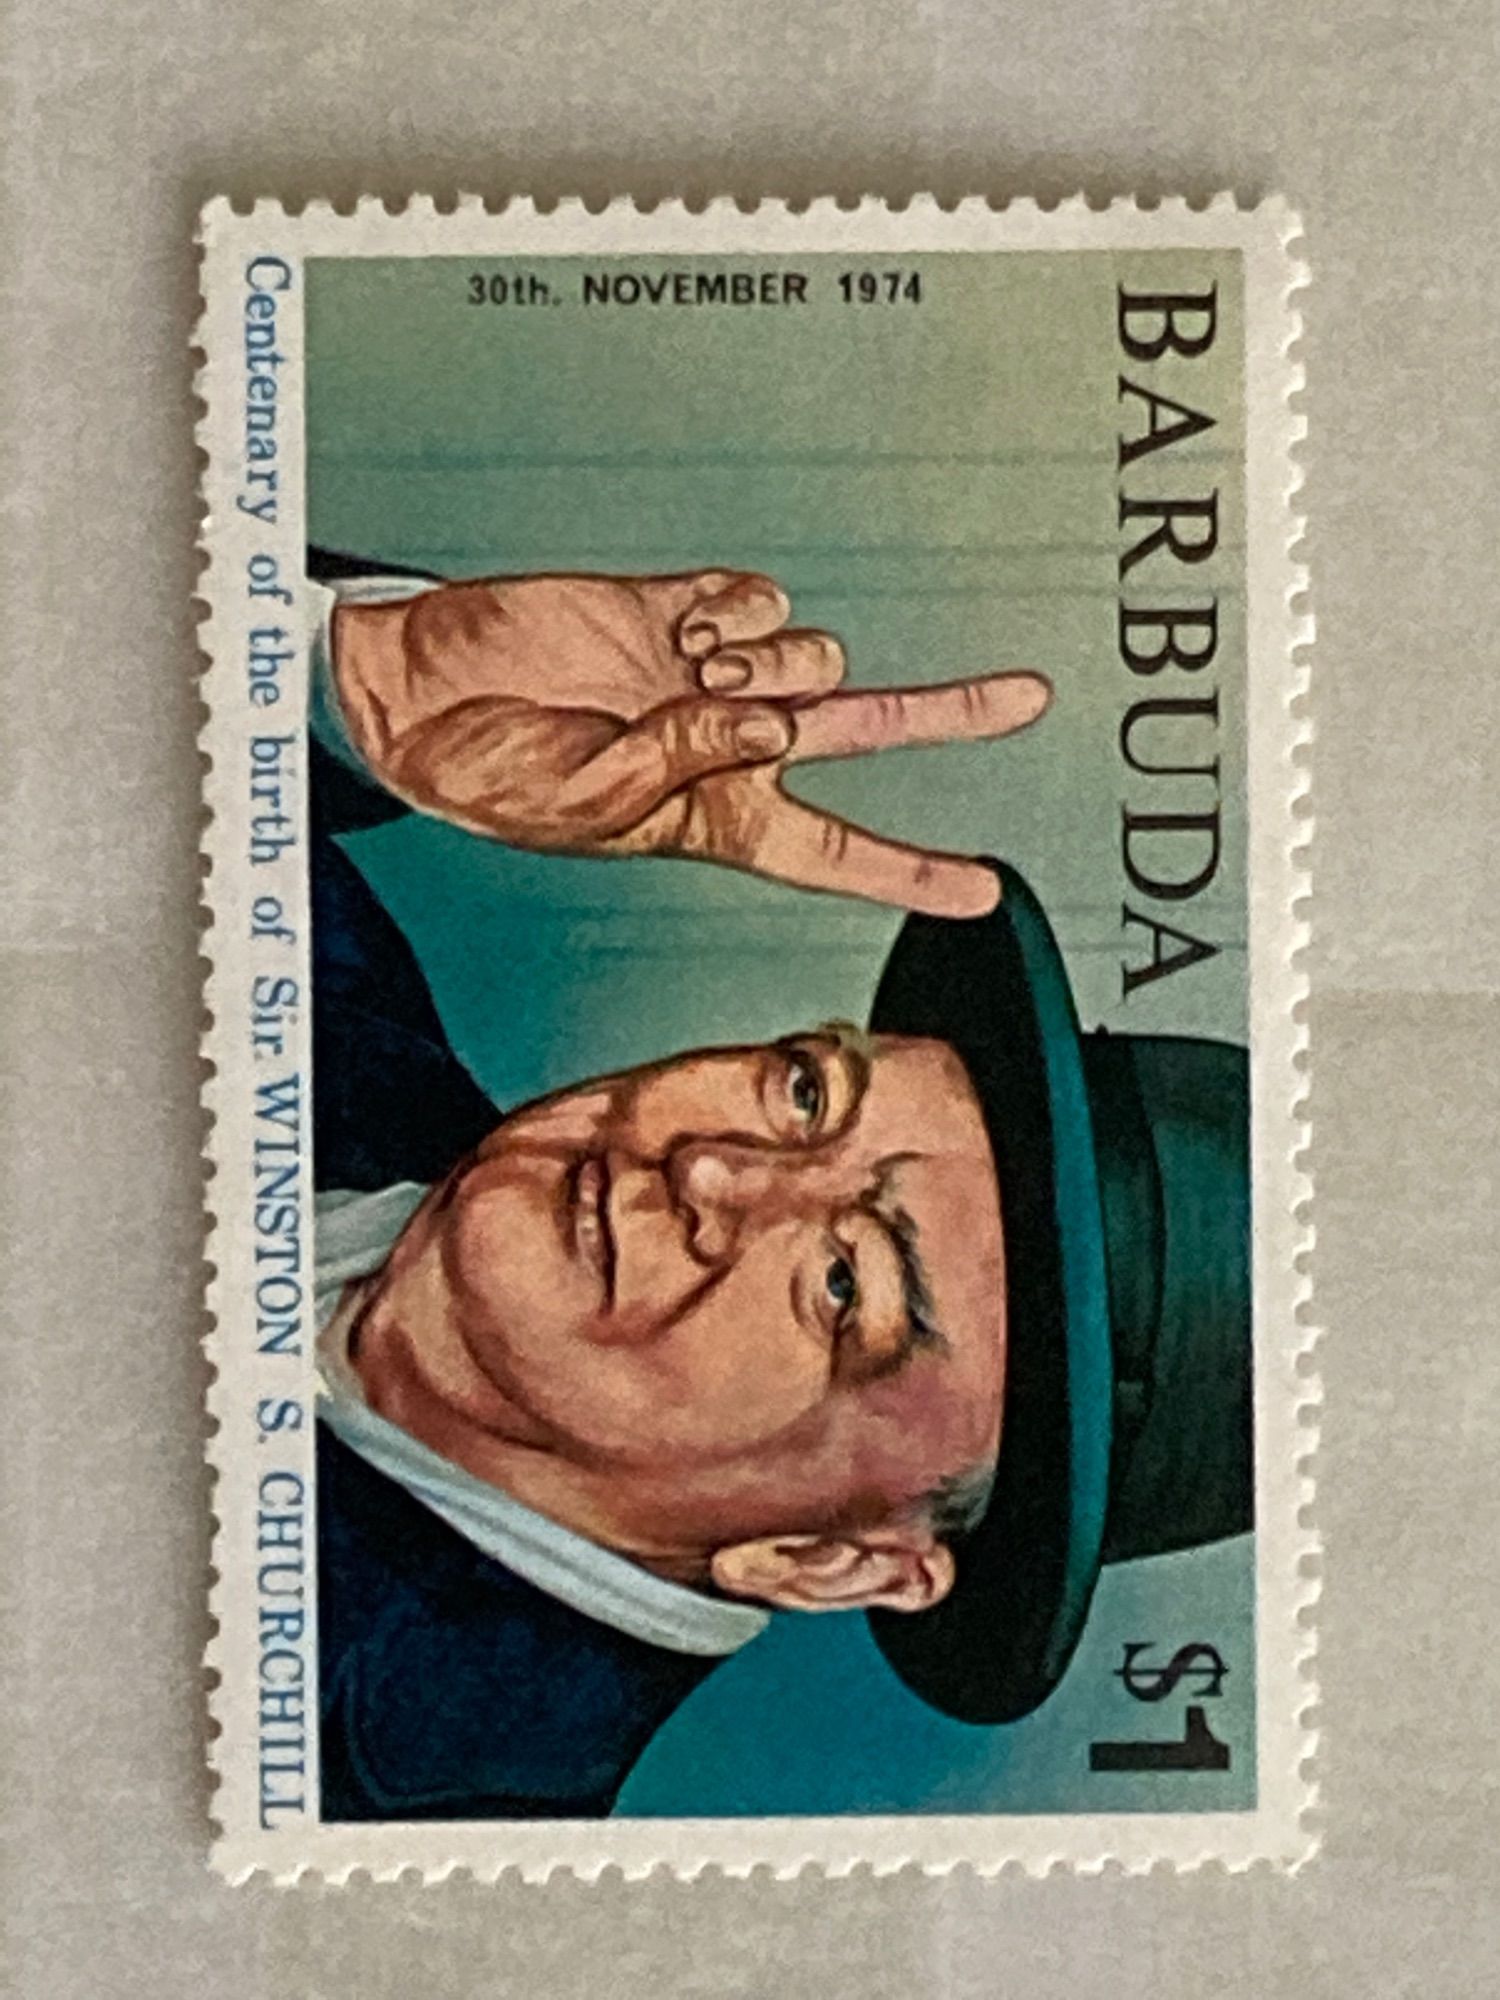 BARBUDA $1
30th. NOVEMBER 1974
Centenary of the birth of Sir. WINSTON S. CHURCHILL